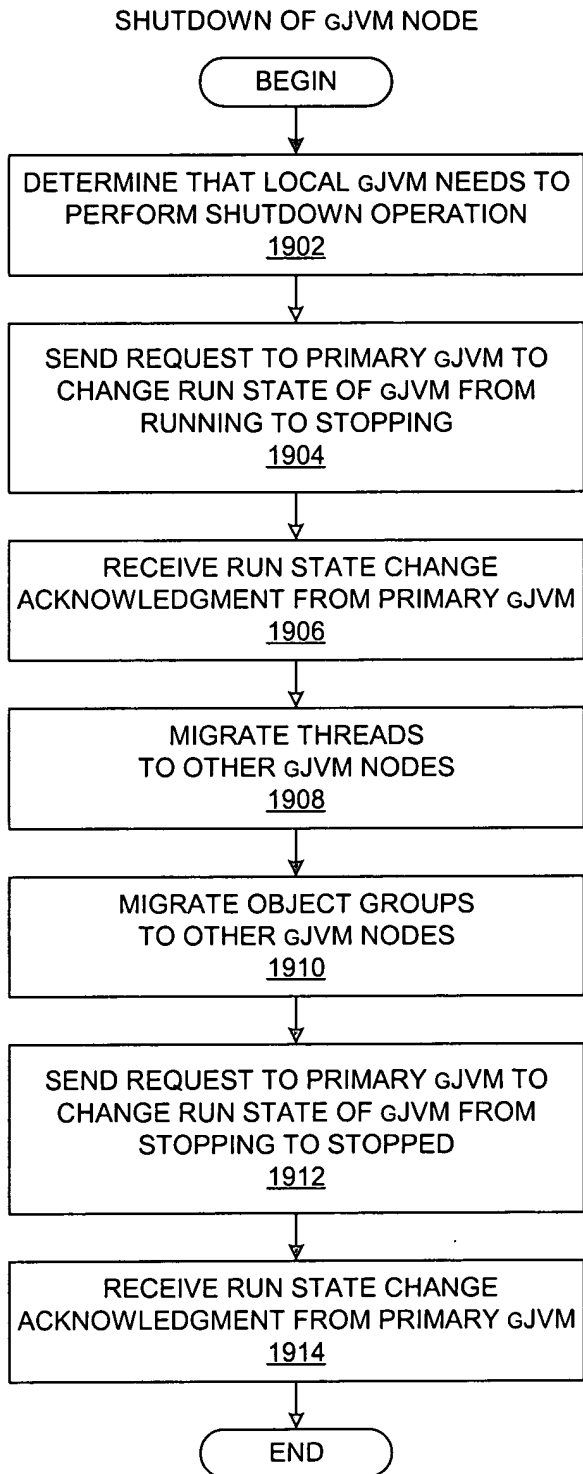 SHUTDOWN OF GJVM NODE
BEGIN
DETERMINE THAT LOCAL GJVM NEEDS TO
PERFORM SHUTDOWN OPERATION
1902
SEND REQUEST TO PRIMARY GJVM TO
CHANGE RUN STATE OF GJVM FROM
RUNNING TO STOPPING
1904
RECEIVE RUN STATE CHANGE
ACKNOWLEDGMENT FROM PRIMARY GJVM
1906
MIGRATE THREADS
TO OTHER GJVM NODES
1908
MIGRATE OBJECT GROUPS
TO OTHER GJVM NODES
1910
SEND REQUEST TO PRIMARY GJVM TO
CHANGE RUN STATE OF GJVM FROM
STOPPING TO STOPPED
1912
RECEIVE RUN STATE CHANGE
ACKNOWLEDGMENT FROM PRIMARY GJVM
1914
END